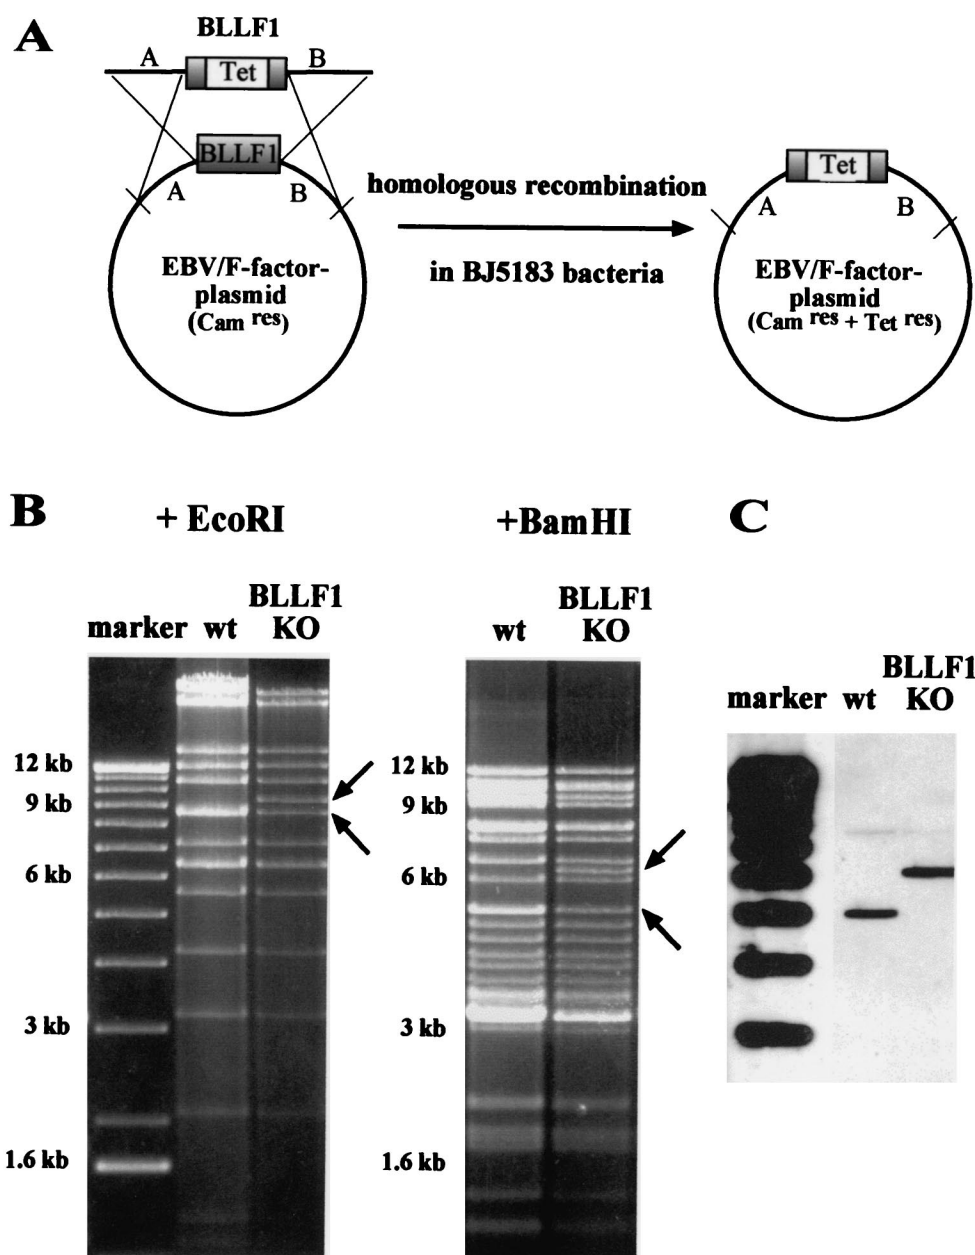 A
BLLF1
A
Tet
B
BLLF1
A
B
EBV/F-factor-
plasmid
(Cam res)
homologous recombination
in BJ5183 bacteria
Tet
A
B
EBV/F-factor-
plasmid
(Cam res + Tet res)
B
+ EcoRI
marker wt BLLF1
KO
12 kb
9 kb
6 kb
3 kb
1.6 kb
+BamHI
wt BLLF1
KO
12 kb
9 kb
6 kb
3 kb
1.6 kb
C
marker wt BLLF1
KO